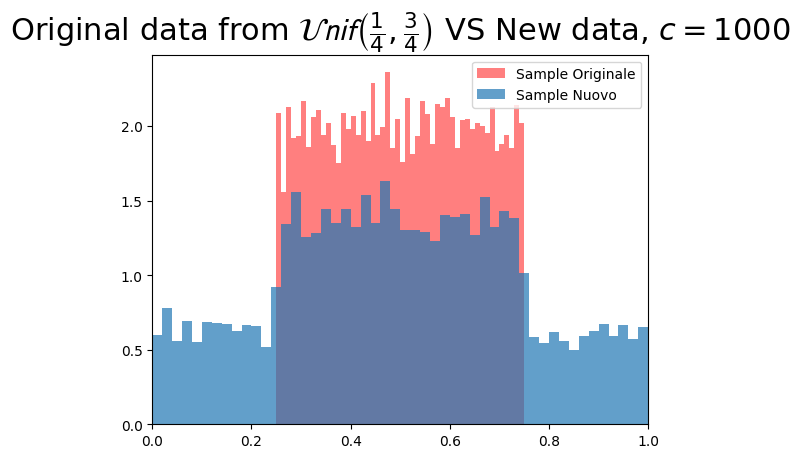 Original data from 𝒰nif(1/4, 3/4) VS New data, c = 1000
Sample Originale
Sample Nuovo
2.0
1.5
1.0
0.5
0.0
0.0 0.2 0.4 0.6 0.8 1.0